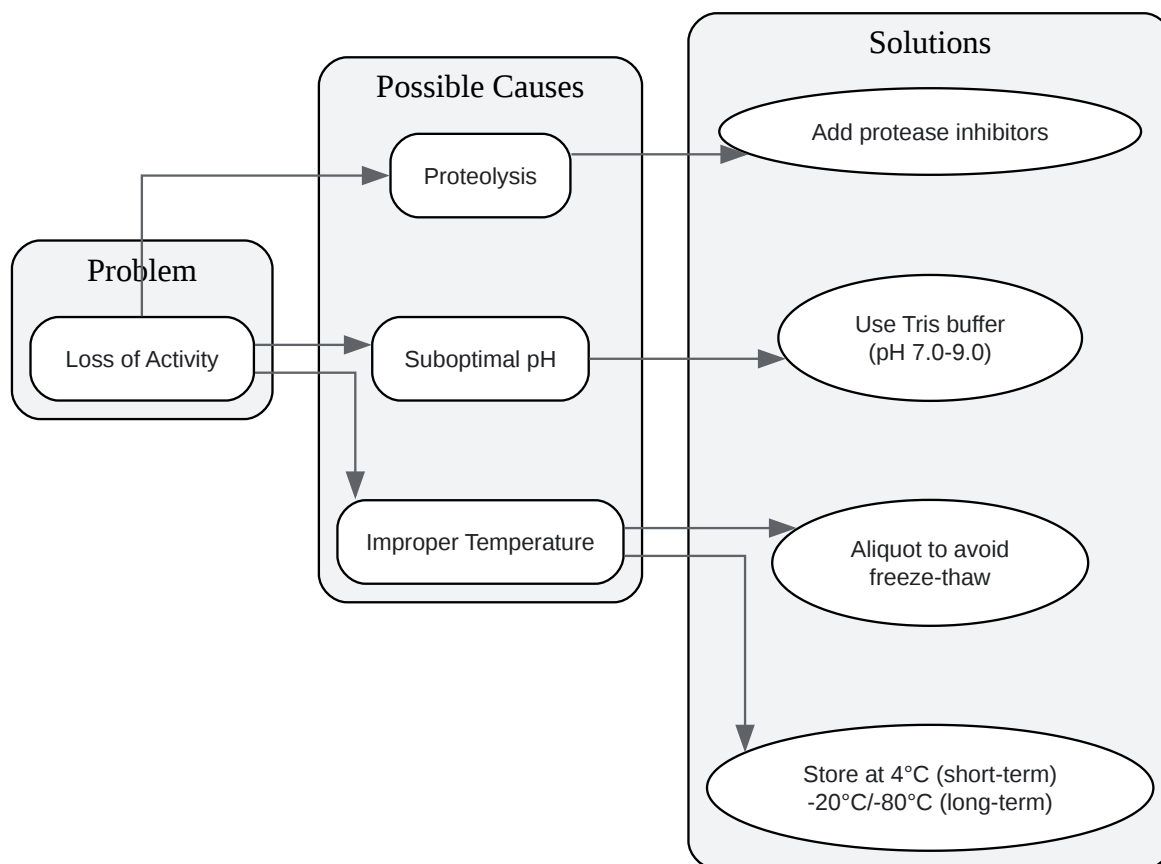 Problem
Loss of Activity
Possible Causes
Proteolysis
Suboptimal pH
Improper Temperature
Solutions
Add protease inhibitors
Use Tris buffer
(pH 7.0-9.0)
Aliquot to avoid
freeze-thaw
Store at 4°C (short-term)
-20°C/-80°C (long-term)